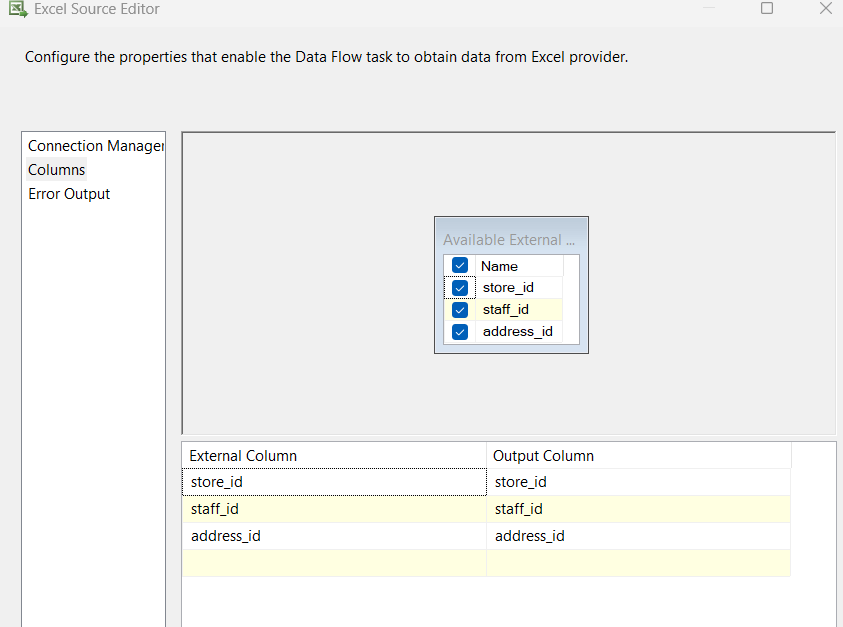 Excel Source Editor
Configure the properties that enable the Data Flow task to obtain data from Excel provider.
Connection Manager
Columns
Error Output
Available External ...
Name
store_id
staff_id
address_id
External Column Output Column
store_id store_id
staff_id staff_id
address_id address_id